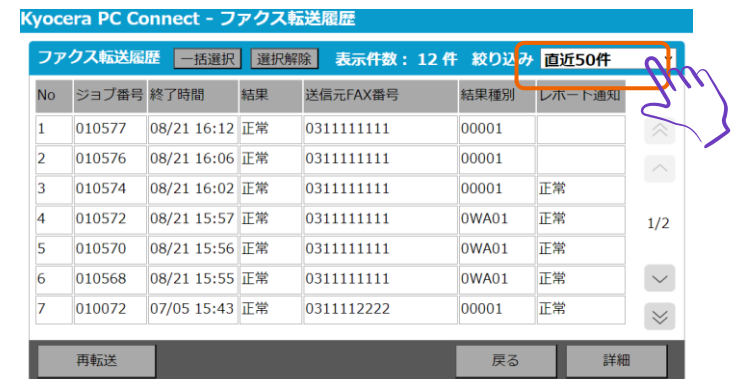 Kyocera PC Connect - ファクス転送履歴
ファクス転送履歴 一括選択 選択解除 表示件数： 12 件 絞り込み 直近50件
No ジョブ番号 終了時間 結果 送信元FAX番号 結果種別 レポート通知
1 010577 08/21 16:12 正常 0311111111 00001
2 010576 08/21 16:06 正常 0311111111 00001
3 010574 08/21 16:02 正常 0311111111 00001 正常
4 010572 08/21 15:57 正常 0311111111 0WA01 正常
5 010570 08/21 15:56 正常 0311111111 0WA01 正常
6 010568 08/21 15:55 正常 0311111111 0WA01 正常
7 010072 07/05 15:43 正常 0311112222 00001 正常
1/2
再転送 戻る 詳細